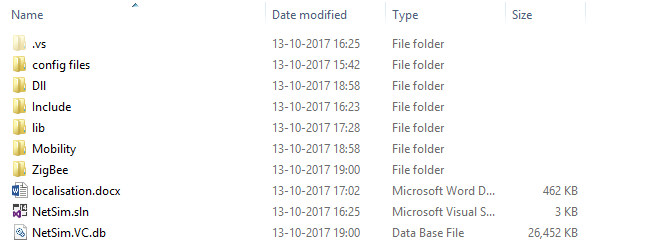 Name Date modified Type Size
.vs 13-10-2017 16:25 File folder
config files 13-10-2017 15:42 File folder
Dll 13-10-2017 18:58 File folder
Include 13-10-2017 16:23 File folder
lib 13-10-2017 17:28 File folder
Mobility 13-10-2017 18:58 File folder
ZigBee 13-10-2017 19:00 File folder
localisation.docx 13-10-2017 17:02 Microsoft Word D... 462 KB
NetSim.sln 13-10-2017 16:25 Microsoft Visual S... 3 KB
NetSim.VC.db 13-10-2017 19:00 Data Base File 26,452 KB